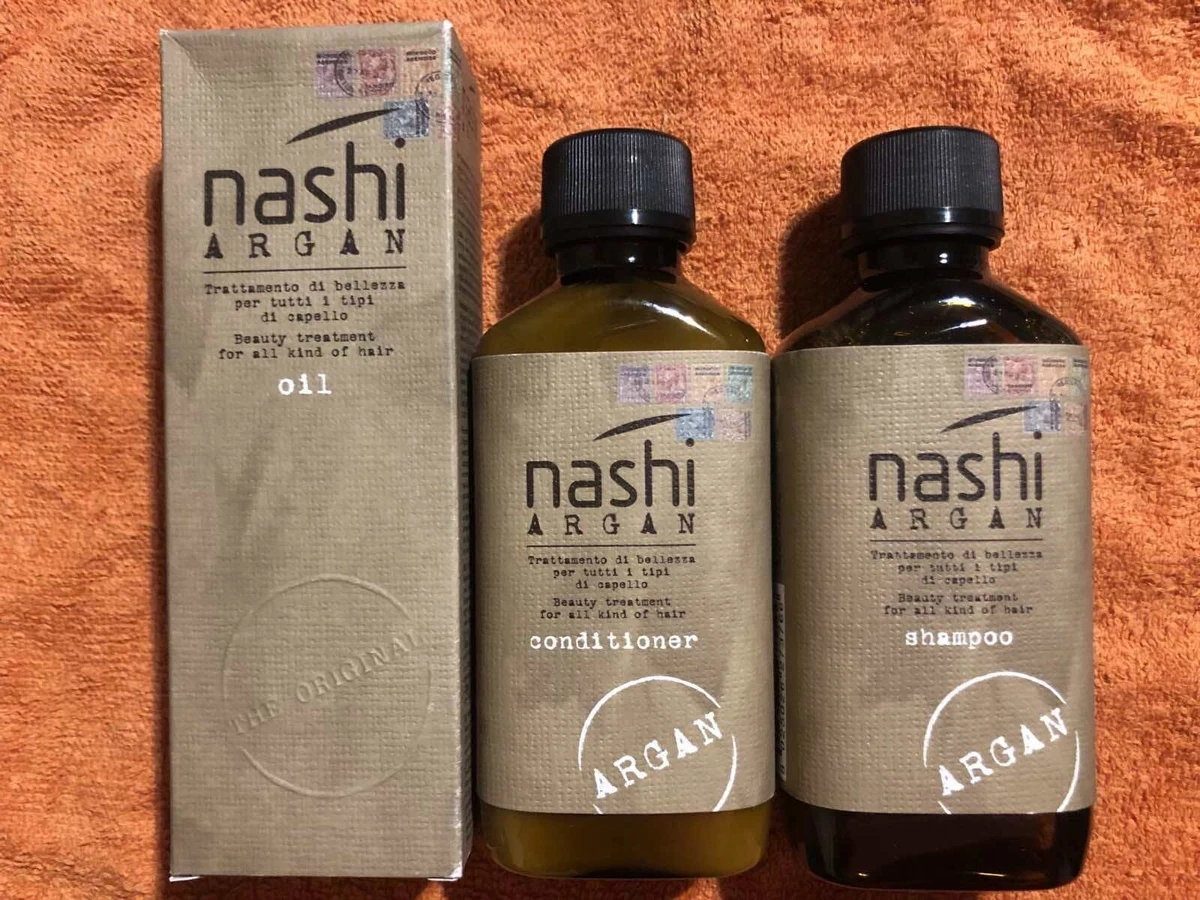 nashi
ARGAN
Trattamento di bellezza
per tutti i tipi
di capello
Beauty treatment
for all kind of hair
oil
THE ORIGINAL
nashi
ARGAN
Trattamento di bellezza
per tutti i tipi
di capello
Beauty treatment
for all kind of hair
conditioner
ARGAN
nashi
ARGAN
Trattamento di bellezza
per tutti i tipi
di capello
Beauty treatment
for all kind of hair
shampoo
ARGAN